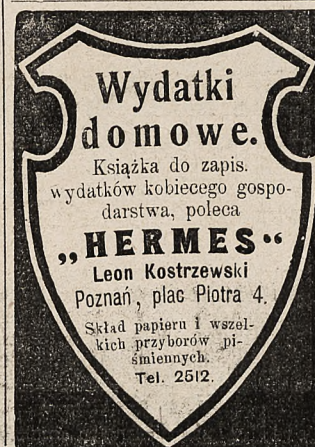 Wydatki
domowe.
Książka do zapis.
wydatków kobiecego gospo-
darstwa, poleca
„HERMES“
Leon Kostrzewski
Poznań, plac Piotra 4.
Skład papieru i wszel-
kich przyborów pi-
śmiennych.
Tel. 2512.